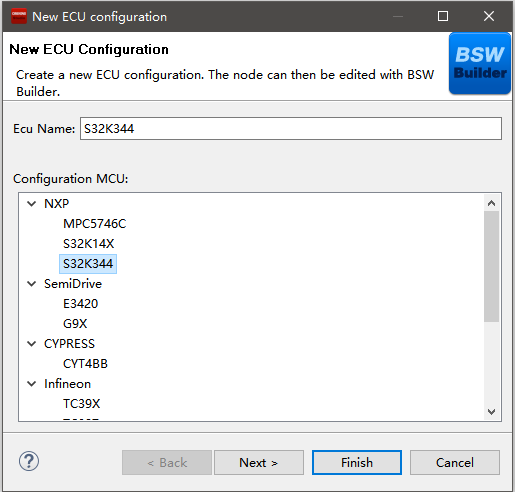 New ECU configuration
New ECU Configuration
Create a new ECU configuration. The node can then be edited with BSW
Builder.
BSW
Builder
Ecu Name: S32K344
Configuration MCU:
NXP
MPC5746C
S32K14X
S32K344
SemiDrive
E3420
G9X
CYPRESS
CYT4BB
Infineon
TC39X
?
< Back
Next >
Finish
Cancel